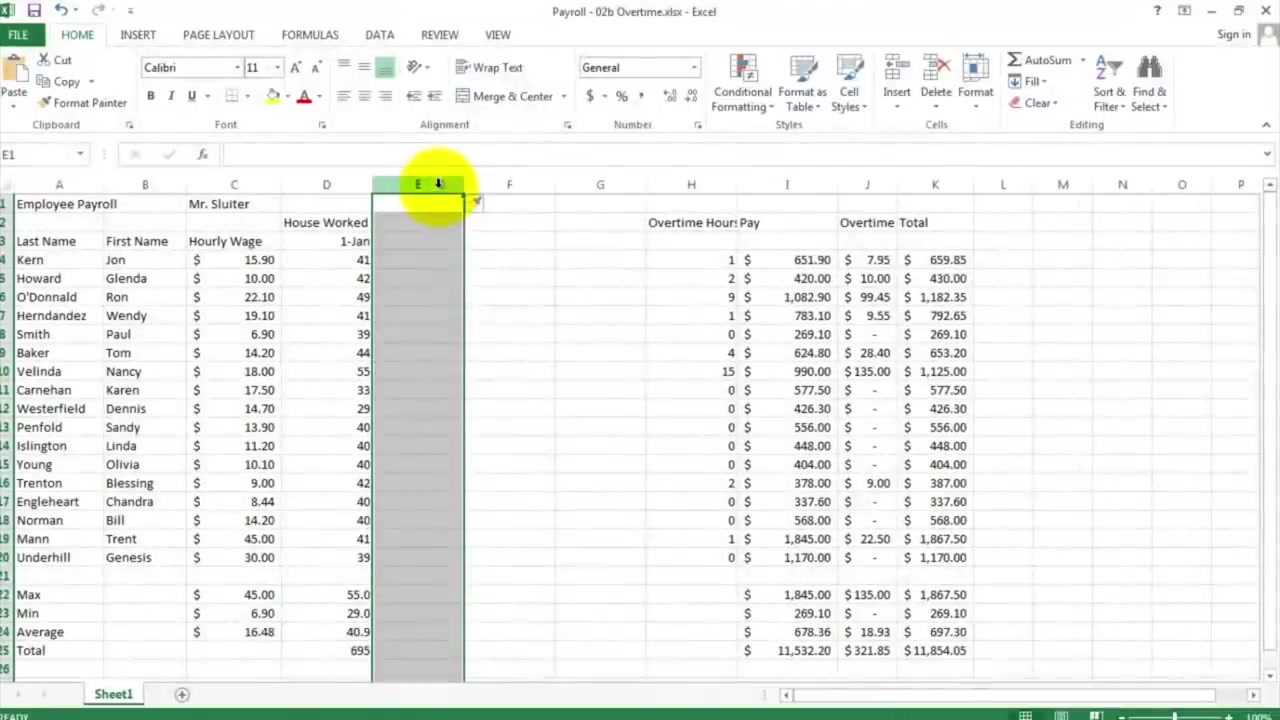 Payroll - 02b Overtime.xlsx - Excel
FILE HOME INSERT PAGE LAYOUT FORMULAS DATA REVIEW VIEW Sign in
Paste Cut Copy Format Painter Clipboard
Calibri 11 B I U A Font
Wrap Text Merge & Center Alignment
General $ % , Number
Conditional Formatting Format as Table Cell Styles Styles
Insert Delete Format Cells
AutoSum Fill Clear Sort & Filter Find & Select Editing
E1 fx
A B C D E F G H I J K L M N O P
1 Employee Payroll Mr. Sluiter
2 House Worked Overtime Hours Pay Overtime Total
3 Last Name First Name Hourly Wage 1-Jan
4 Kern Jon $ 15.90 41 1 $ 651.90 $ 7.95 $ 659.85
5 Howard Glenda $ 10.00 42 2 $ 420.00 $ 10.00 $ 430.00
6 O'Donnald Ron $ 22.10 49 9 $ 1,082.90 $ 99.45 $ 1,182.35
7 Herndandez Wendy $ 19.10 41 1 $ 783.10 $ 9.55 $ 792.65
8 Smith Paul $ 6.90 39 0 $ 269.10 $ - $ 269.10
9 Baker Tom $ 14.20 44 4 $ 624.80 $ 28.40 $ 653.20
10 Velinda Nancy $ 18.00 55 15 $ 990.00 $ 135.00 $ 1,125.00
11 Carnehan Karen $ 17.50 33 0 $ 577.50 $ - $ 577.50
12 Westerfield Dennis $ 14.70 29 0 $ 426.30 $ - $ 426.30
13 Penfold Sandy $ 13.90 40 0 $ 556.00 $ - $ 556.00
14 Islington Linda $ 11.20 40 0 $ 448.00 $ - $ 448.00
15 Young Olivia $ 10.10 40 0 $ 404.00 $ - $ 404.00
16 Trenton Blessing $ 9.00 42 2 $ 378.00 $ 9.00 $ 387.00
17 Engleheart Chandra $ 8.44 40 0 $ 337.60 $ - $ 337.60
18 Norman Bill $ 14.20 40 0 $ 568.00 $ - $ 568.00
19 Mann Trent $ 45.00 41 1 $ 1,845.00 $ 22.50 $ 1,867.50
20 Underhill Genesis $ 30.00 39 0 $ 1,170.00 $ - $ 1,170.00
21
22 Max $ 45.00 55.0 $ 1,845.00 $ 135.00 $ 1,867.50
23 Min $ 6.90 29.0 $ 269.10 $ - $ 269.10
24 Average $ 16.48 40.9 $ 678.36 $ 18.93 $ 697.30
25 Total 695 $ 11,532.20 $ 321.85 $ 11,854.05
26
Sheet1
READY 100%